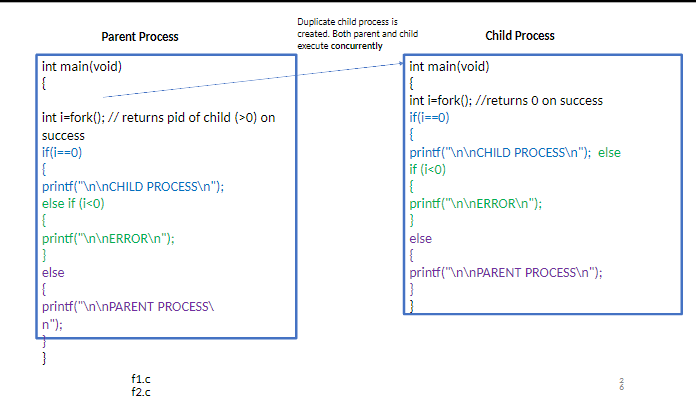 Duplicate child process is
created. Both parent and child
execute concurrently
Parent Process
int main(void)
{
int i=fork(); // returns pid of child (>0) on
success
if(i==0)
{
printf("\n\nCHILD PROCESS\n");
else if (i<0)
{
printf("\n\nERROR\n");
}
else
{
printf("\n\nPARENT PROCESS\
n");
}
}
f1.c
f2.c
Child Process
int main(void)
{
int i=fork(); //returns 0 on success
if(i==0)
{
printf("\n\nCHILD PROCESS\n"); else
if (i<0)
{
printf("\n\nERROR\n");
}
else
{
printf("\n\nPARENT PROCESS\n");
}
}
2
6